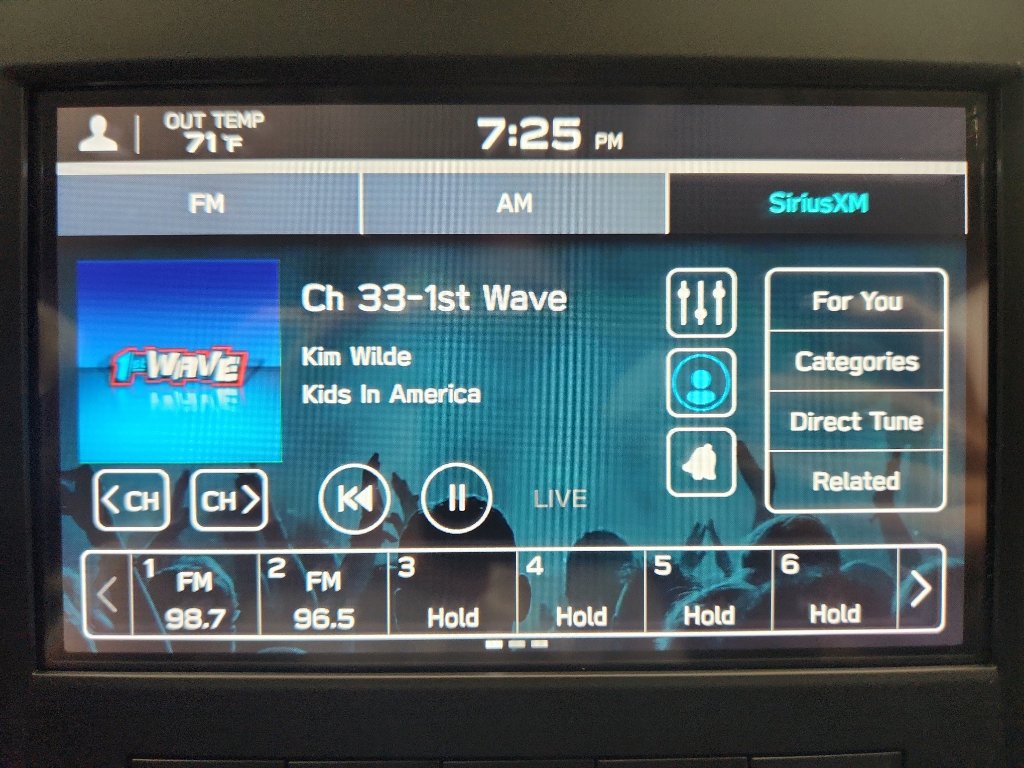 OUT TEMP
71°F
7:25 PM
FM
AM
SiriusXM
1st WAVE
Ch 33-1st Wave
Kim Wilde
Kids In America
For You
Categories
Direct Tune
Related
CH
CH
LIVE
1 FM 98.7
2 FM 96.5
3 Hold
4 Hold
5 Hold
6 Hold